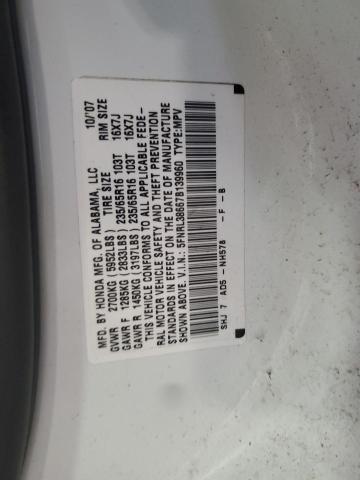 MFD. BY HONDA MFG. OF ALABAMA, LLC 10/'07
GVWR 2700KG (5952LBS) TIRE SIZE RIM SIZE
GAWR F 1285KG (2833LBS) 235/65R16 103T 16X7J
GAWR R 1450KG (3197LBS) 235/65R16 103T 16X7J
THIS VEHICLE CONFORMS TO ALL APPLICABLE FEDE-
RAL MOTOR VEHICLE SAFETY AND THEFT PREVENTION
STANDARDS IN EFFECT ON THE DATE OF MANUFACTURE
SHOWN ABOVE. V.I.N.: 5FNRL38667B139960 TYPE: MPV
SHJ 7 AD5 - NH578 - F - B